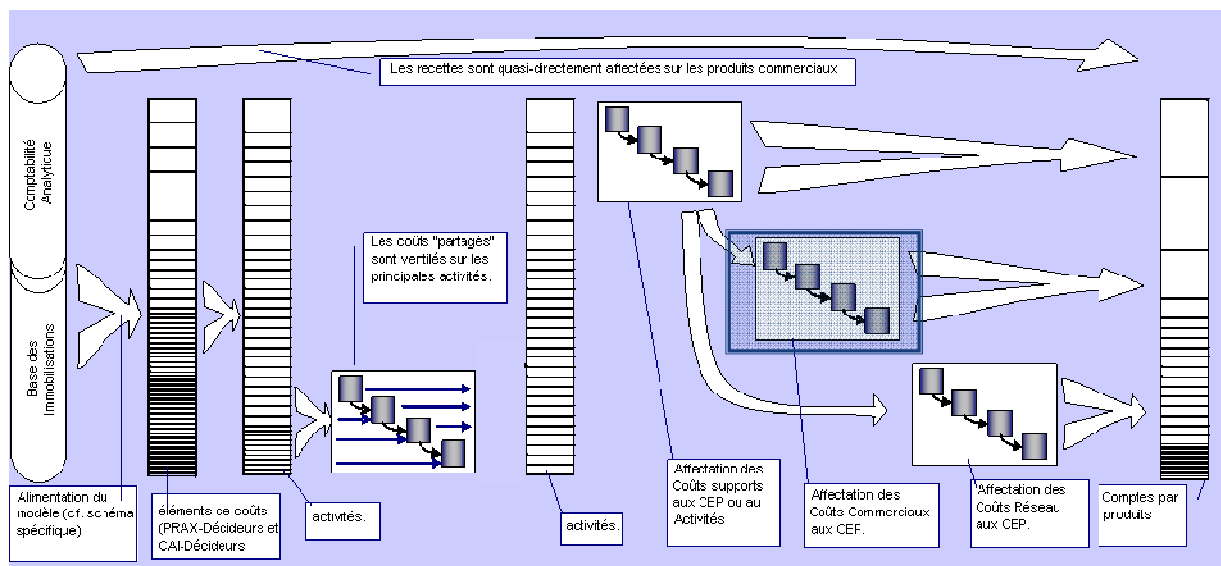 Les recettes sont quasi-directement affectées sur les produits commerciaux
Comptabilité
Analytique
Base des
Immobilisations
Les coûts "partagés"
sont vertilés sur les
principales activités.
Alimentation du
modèle (cf. schéma
spécifique)
éléments ce coûts
(PRAX-Décideurs et
CAI-Décideurs
activités.
activités.
Affectation des
Coûts supports
aux CEP ou au
Activités
Affectation des
Coûts Commerciaux
aux CEF.
Affectation des
Coûts Réseau
aux CEP.
Comptes par
produits